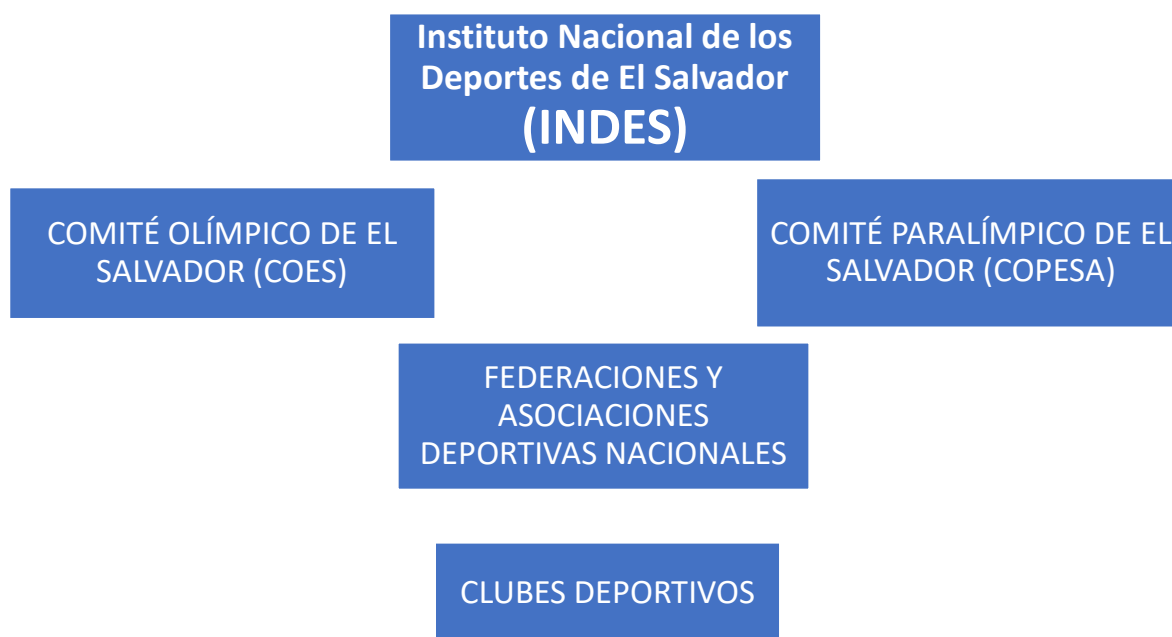 Instituto Nacional de los
Deportes de El Salvador
(INDES)
COMITÉ OLÍMPICO DE EL
SALVADOR (COES)
COMITÉ PARALÍMPICO DE EL
SALVADOR (COPESA)
FEDERACIONES Y
ASOCIACIONES
DEPORTIVAS NACIONALES
CLUBES DEPORTIVOS